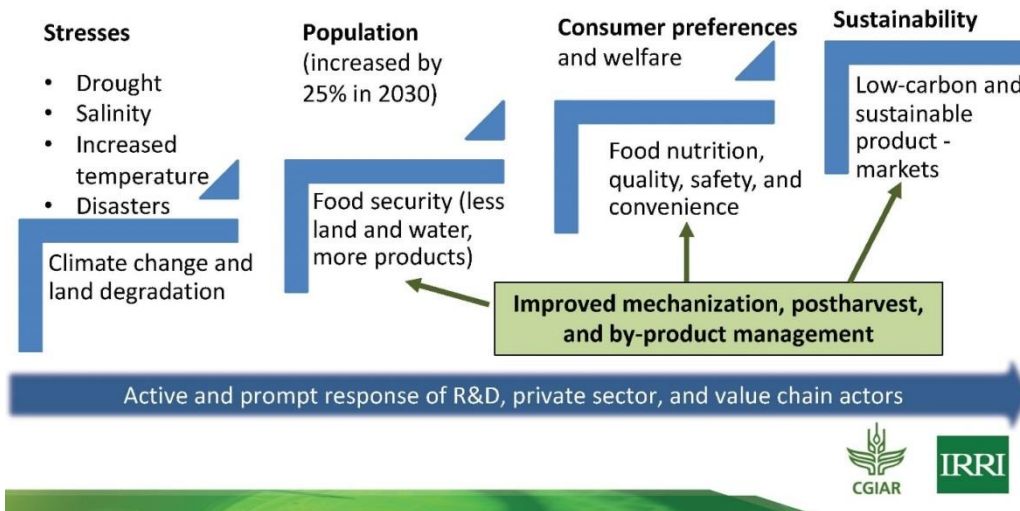 Stresses
• Drought
• Salinity
• Increased
temperature
• Disasters
Climate change and
land degradation
Population
(increased by
25% in 2030)
Food security (less
land and water,
more products)
Consumer preferences
and welfare
Food nutrition,
quality, safety, and
convenience
Sustainability
Low-carbon and
sustainable
product -
markets
Improved mechanization, postharvest,
and by-product management
Active and prompt response of R&D, private sector, and value chain actors
CGIAR
IRRI